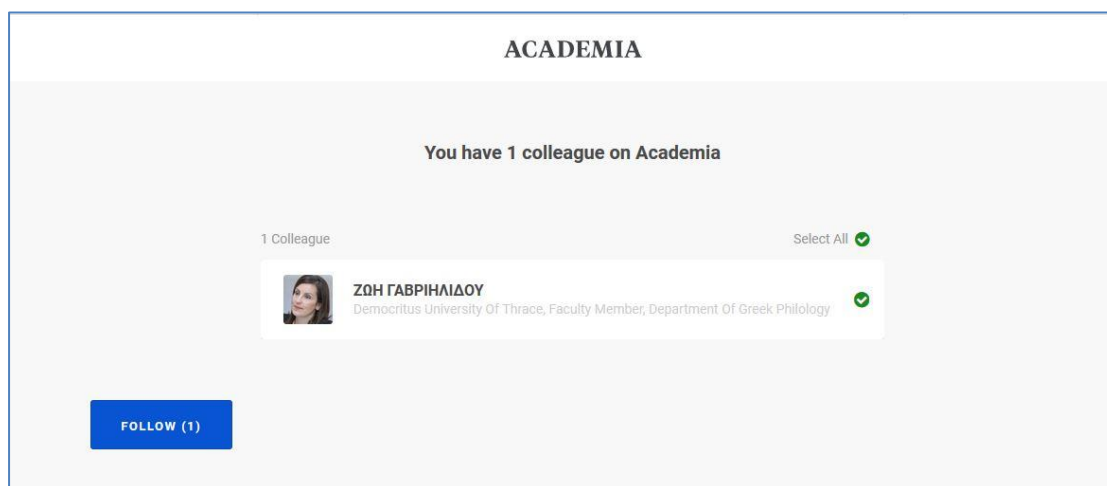 ACADEMIA
You have 1 colleague on Academia
1 Colleague Select All
ΖΩΗ ΓΑΒΡΙΗΛΙΔΟΥ
Democritus University Of Thrace, Faculty Member, Department Of Greek Philology
FOLLOW (1)